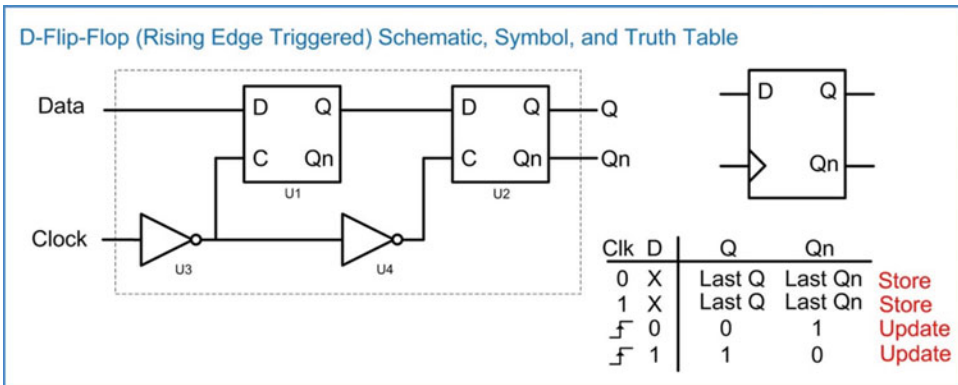 D-Flip-Flop (Rising Edge Triggered) Schematic, Symbol, and Truth Table
Data
D Q
C Qn
U1
D Q
C Qn
U2
Q
Qn
Clock
U3
U4
D Q
Qn
Clk D Q Qn
0 X Last Q Last Qn Store
1 X Last Q Last Qn Store
0 0 1 Update
1 1 0 Update